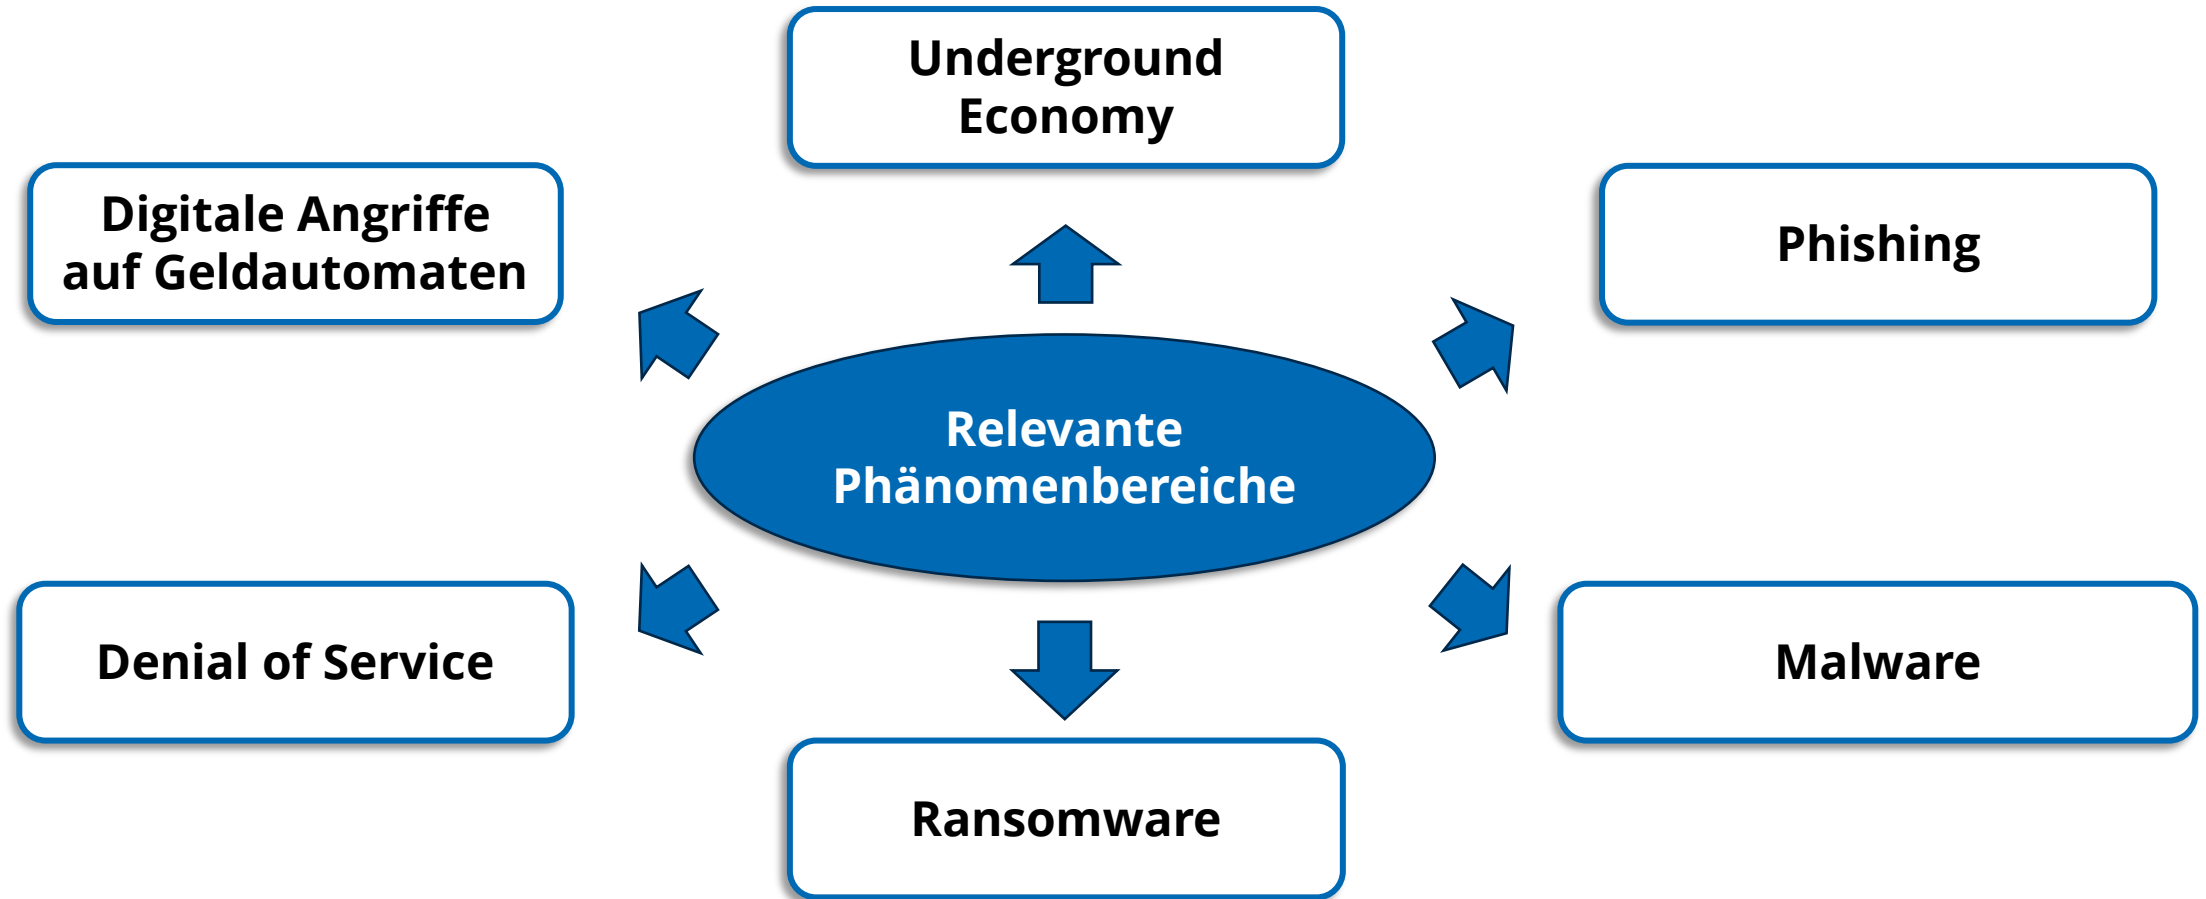 Underground
Economy
Digitale Angriffe
auf Geldautomaten
Phishing
Relevante
Phänomenbereiche
Denial of Service
Malware
Ransomware